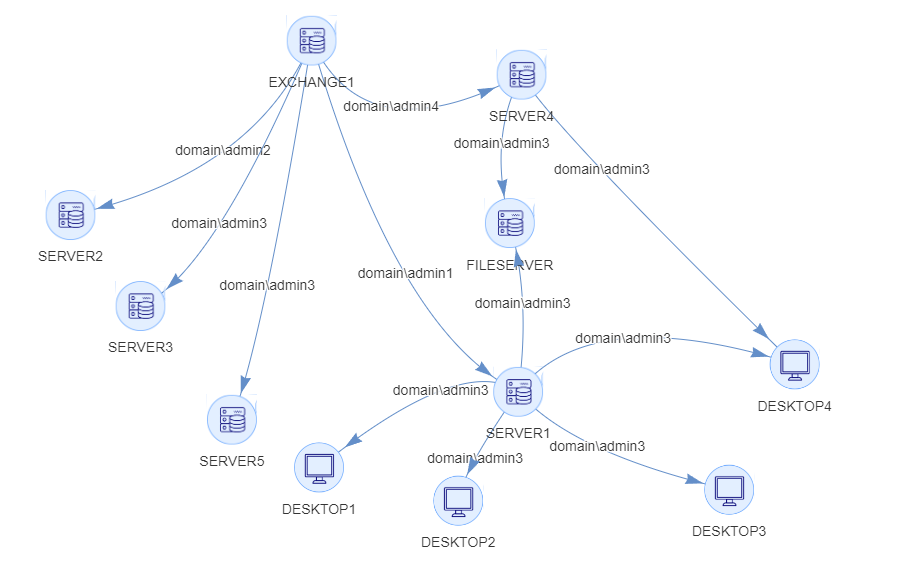 EXCHANGE1
domain\admin4
SERVER4
domain\admin3
domain\admin2
domain\admin3
domain\admin3
SERVER2
FILESERVER
domain\admin1
domain\admin3
domain\admin3
SERVER3
domain\admin3
domain\admin3
DESKTOP4
SERVER1
domain\admin3
domain\admin3
SERVER5
DESKTOP1
DESKTOP3
DESKTOP2